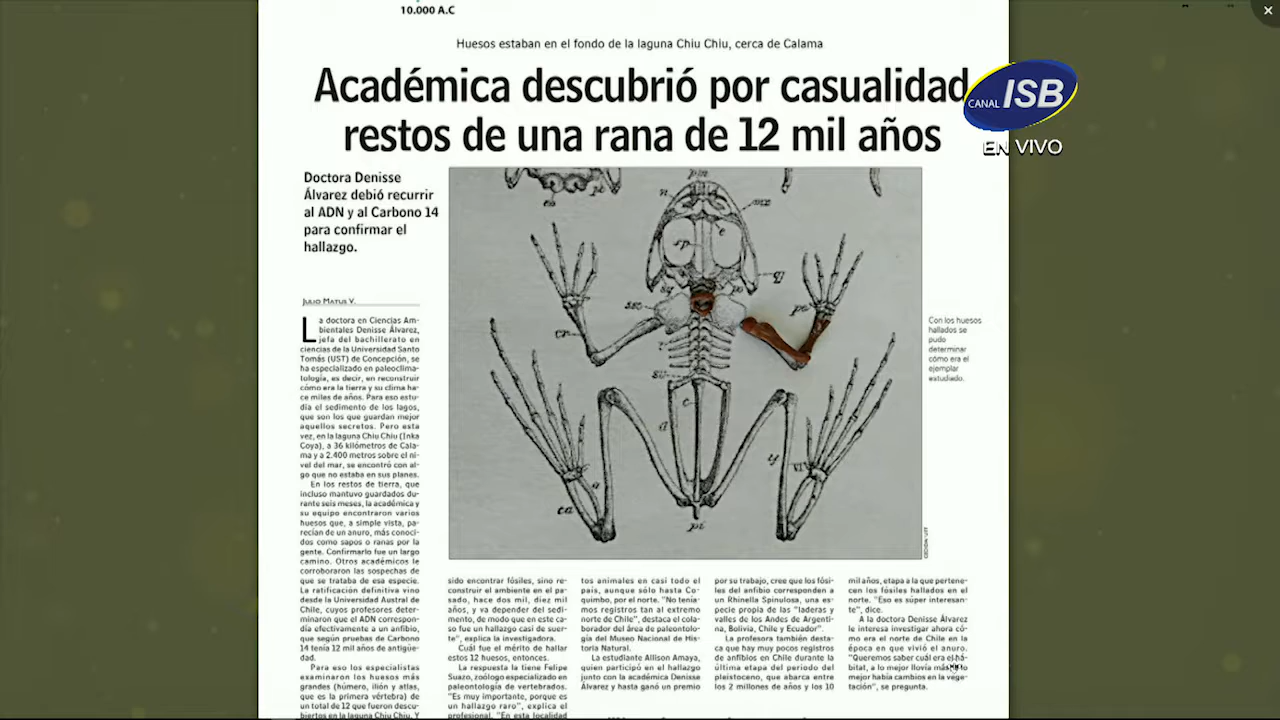 10.000 A.C
Huesos estaban en el fondo de la laguna Chiu Chiu, cerca de Calama
Académica descubrió por casualidad
restos de una rana de 12 mil años
CANAL ISB
EN VIVO
Doctora Denisse
Álvarez debió recurrir
al ADN y al Carbono 14
para confirmar el
hallazgo.
JULIO MATUS V.
La doctora en Ciencias Am-
bientales Denisse Álvarez,
jefa del bachillerato en
ciencias de la Universidad Santo
Tomás (UST) de Concepción, se
ha especializado en paleoclima-
tología, es decir, en reconstruir
cómo era la tierra y su clima ha-
ce miles de años. Para eso estu-
dia el sedimento de los lagos,
que son los que guardan mejor
aquellos secretos. Pero esta
vez, en la laguna Chiu Chiu (Inka
Coya), a 36 kilómetros de Cala-
ma y a 2.400 metros sobre el ni-
vel del mar, se encontró con al-
go que no estaba en sus planes.
En los restos de tierra, que
incluso mantuvo guardados du-
rante seis meses, la académica y
su equipo encontraron varios
huesos que, a simple vista, pa-
recían de un anuro, más conoci-
dos como sapos o ranas por la
gente. Confirmarlo fue un largo
camino. Otros académicos le
corroboraron las sospechas de
que se trataba de esa especie.
La ratificación definitiva vino
desde la Universidad Austral de
Chile, cuyos profesores deter-
minaron que el ADN correspon-
día efectivamente a un anfibio,
que según pruebas de Carbono
14 tenía 12 mil años de antigüe-
dad.
Para eso los especialistas
examinaron los huesos más
grandes (húmero, ilión y atlas,
que es la primera vértebra) de
un total de 12 que fueron descu-
biertos en la laguna Chiu Chiu. Y
sido encontrar fósiles, sino re-
construir el ambiente en el pa-
sado, hace dos mil, diez mil
años, y va depender del sedi-
mento, de modo que en este ca-
so fue un hallazgo casi de suer-
te", explica la investigadora.
Cuál fue el mérito de hallar
estos 12 huesos, entonces.
La respuesta la tiene Felipe
Suazo, zoólogo especializado en
paleontología de vertebrados.
"Es muy importante, porque es
un hallazgo raro", explica el
profesional. "En esta localidad
tos animales en casi todo el
país, aunque sólo hasta Co-
quimbo, por el norte. "No tenía-
mos registros tan al extremo
norte de Chile", destaca el cola-
borador del área de paleontolo-
gía del Museo Nacional de His-
toria Natural.
La estudiante Allison Amaya,
quien participó en el hallazgo
junto con la académica Denisse
Álvarez y hasta ganó un premio
por su trabajo, cree que los fósi-
les del anfibio corresponden a
un Rhinella Spinulosa, una es-
pecie propia de las "laderas y
valles de los Andes de Argenti-
na, Bolivia, Chile y Ecuador".
La profesora también desta-
ca que hay muy pocos registros
de anfibios en Chile durante la
última etapa del período del
pleistoceno, que abarca entre
los 2 millones de años y los 10
mil años, etapa a la que pertene-
cen los fósiles hallados en el
norte. "Eso es súper interesan-
te", dice.
A la doctora Denisse Álvarez
le interesa investigar ahora có-
mo era el norte de Chile en la
época en que vivió el anuro.
"Queremos saber cuál era el há-
bitat, a lo mejor llovía más, o lo
mejor había cambios en la vege-
tación", se pregunta.
Con los huesos
hallados se
pudo
determinar
cómo era el
ejemplar
estudiado.